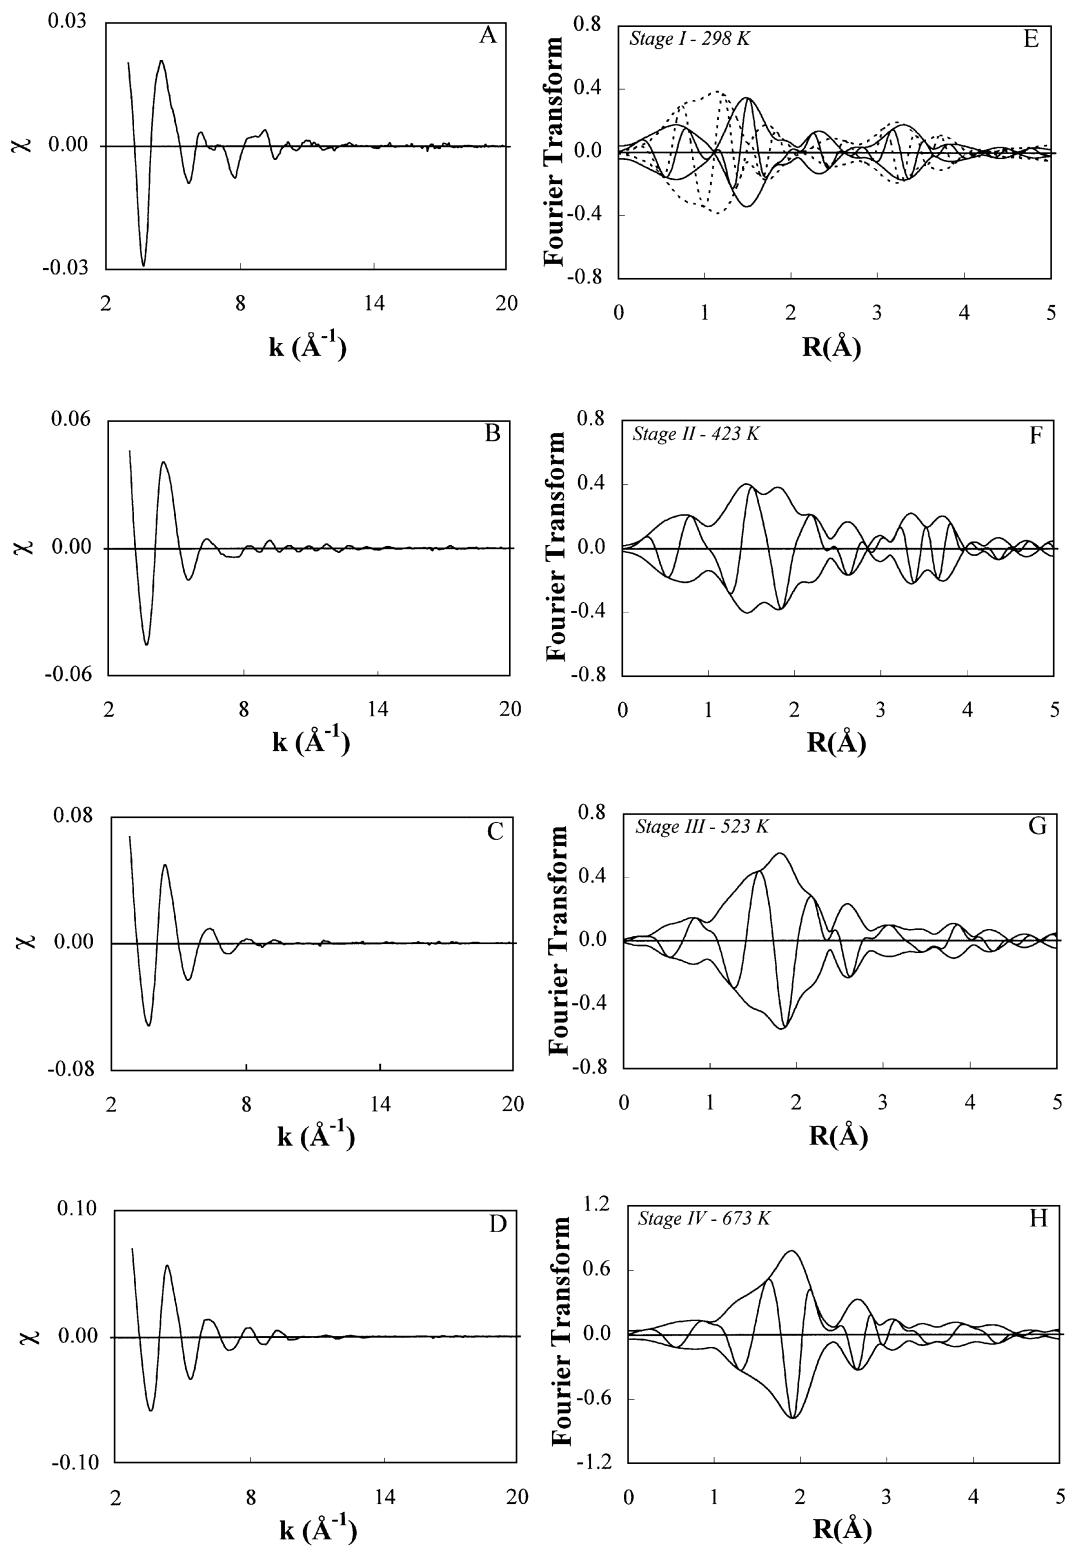 0.03
A
χ
0.00
-0.03
2 8 14 20
k (Å-1)
0.8
Stage I - 298 K
E
0.4
Fourier Transform
0.0
-0.4
-0.8
0 1 2 3 4 5
R(Å)
0.06
B
χ
0.00
-0.06
2 8 14 20
k (Å-1)
0.8
Stage II - 423 K
F
0.4
Fourier Transform
0.0
-0.4
-0.8
0 1 2 3 4 5
R(Å)
0.08
C
χ
0.00
-0.08
2 8 14 20
k (Å-1)
0.8
Stage III - 523 K
G
0.4
Fourier Transform
0.0
-0.4
-0.8
0 1 2 3 4 5
R(Å)
0.10
D
χ
0.00
-0.10
2 8 14 20
k (Å-1)
1.2
Stage IV - 673 K
H
0.6
Fourier Transform
0.0
-0.6
-1.2
0 1 2 3 4 5
R(Å)